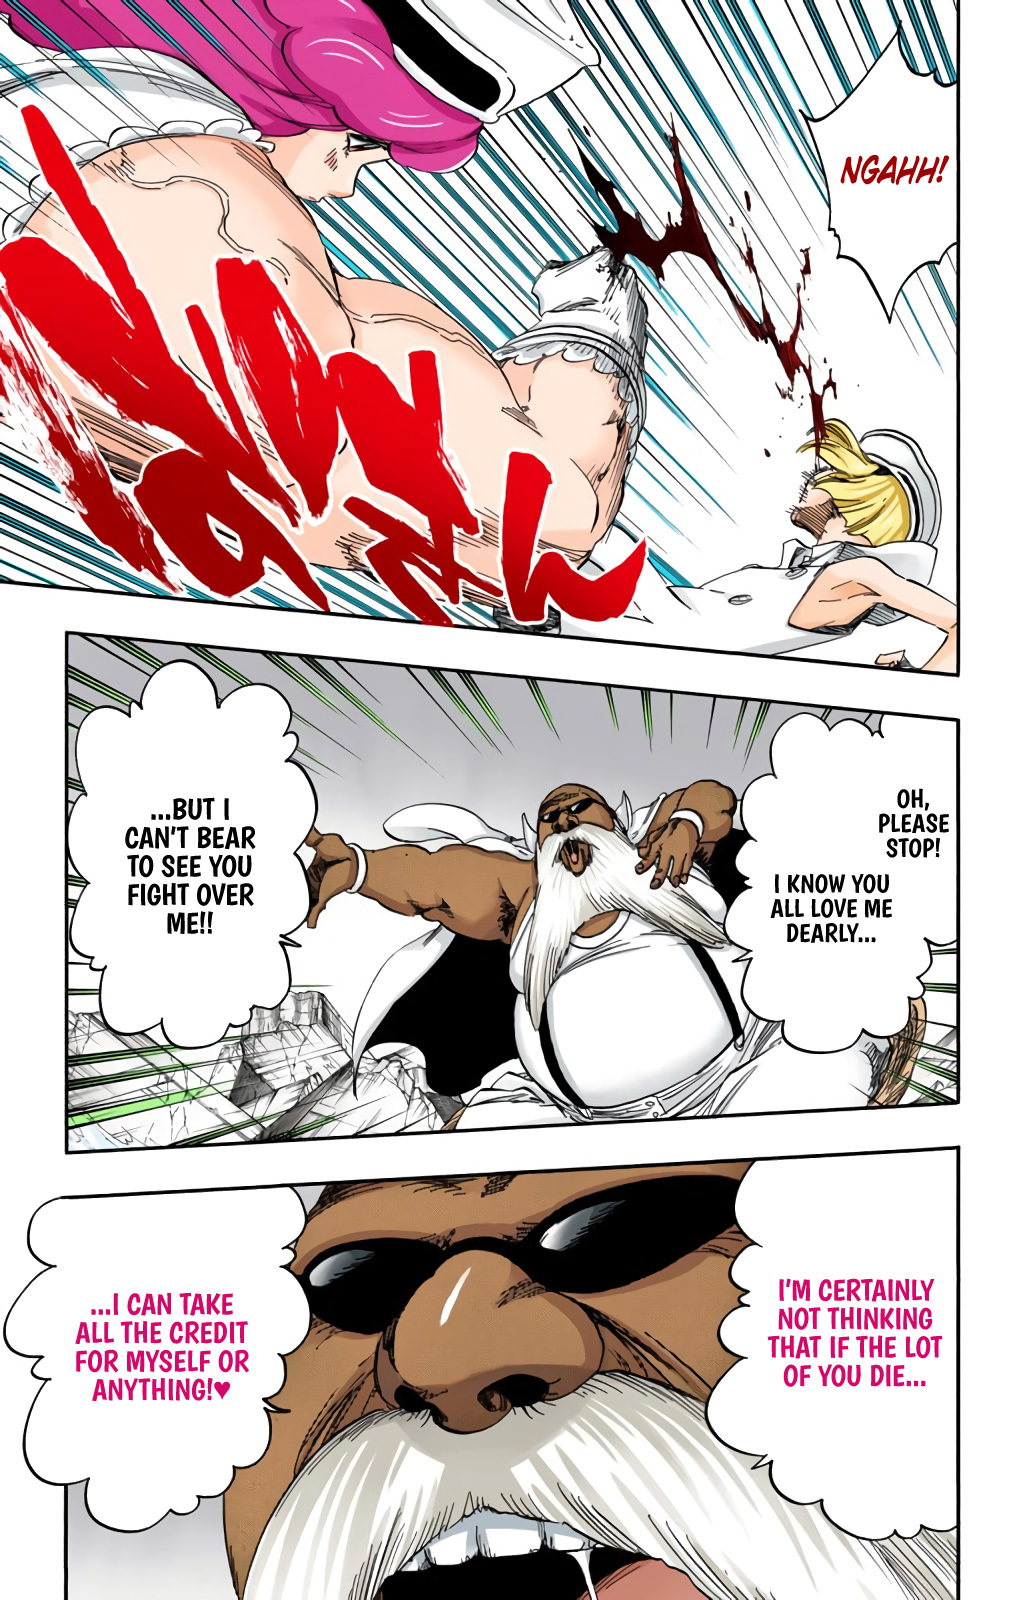 NGAHH!
OH,
PLEASE
STOP!
I KNOW YOU
ALL LOVE ME
DEARLY...
...BUT I
CAN'T BEAR
TO SEE YOU
FIGHT OVER
ME!!
I'M CERTAINLY
NOT THINKING
THAT IF THE LOT
OF YOU DIE...
...I CAN TAKE
ALL THE CREDIT
FOR MYSELF OR
ANYTHING!♥